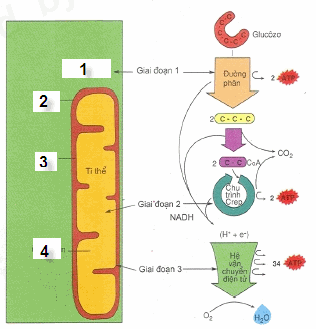 1
2
3
4
Ti thể
Giai đoạn 1
Giai đoạn 2
Giai đoạn 3
C
C
C
Glucôzơ
Đường
phân
2 ATP
2 C - C - C
CO₂
2 C - C CoA
Chu
trình
Crep
2 ATP
NADH
(H⁺ + e⁻)
Hệ
vận
chuyển
điện tử
34 ATP
O₂
H₂O